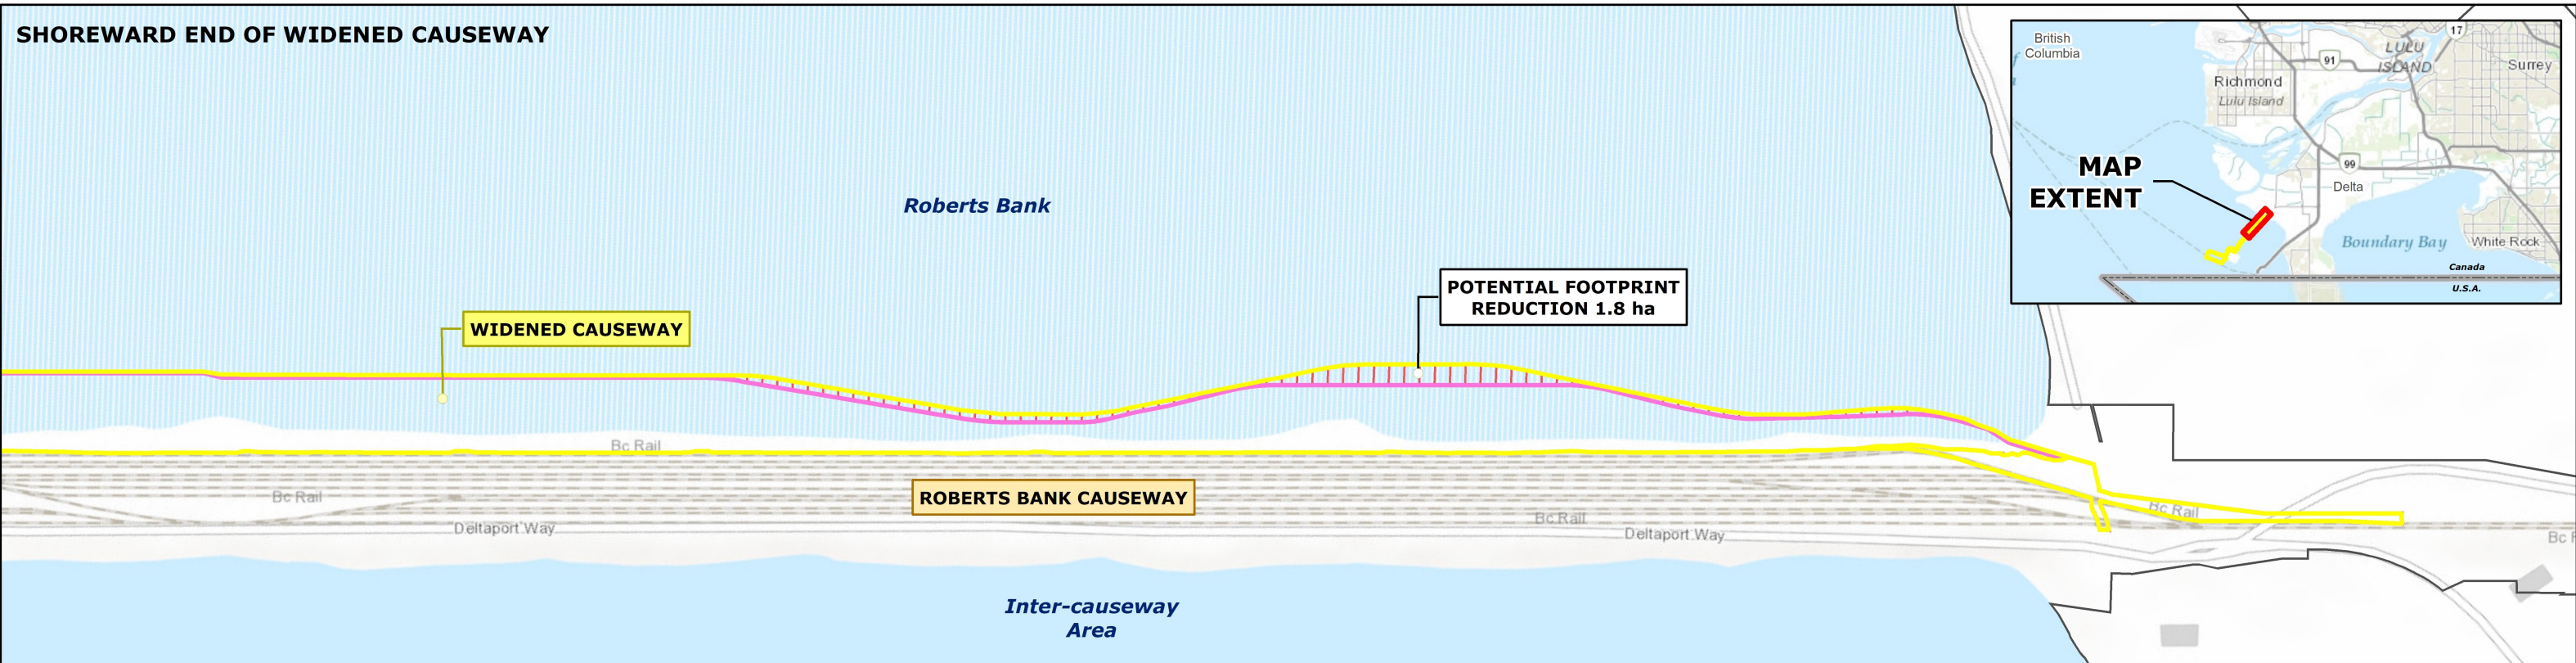 SHOREWARD END OF WIDENED CAUSEWAY
British
Columbia
17
LULU
ISLAND
91
Surrey
Richmond
Lulu Island
MAP
EXTENT
99
Delta
Boundary Bay
White Rock
Canada
U.S.A.
Roberts Bank
POTENTIAL FOOTPRINT
REDUCTION 1.8 ha
WIDENED CAUSEWAY
Bc Rail
Bc Rail
ROBERTS BANK CAUSEWAY
Deltaport Way
Bc Rail
Deltaport Way
Bc Rail
Inter-causeway
Area